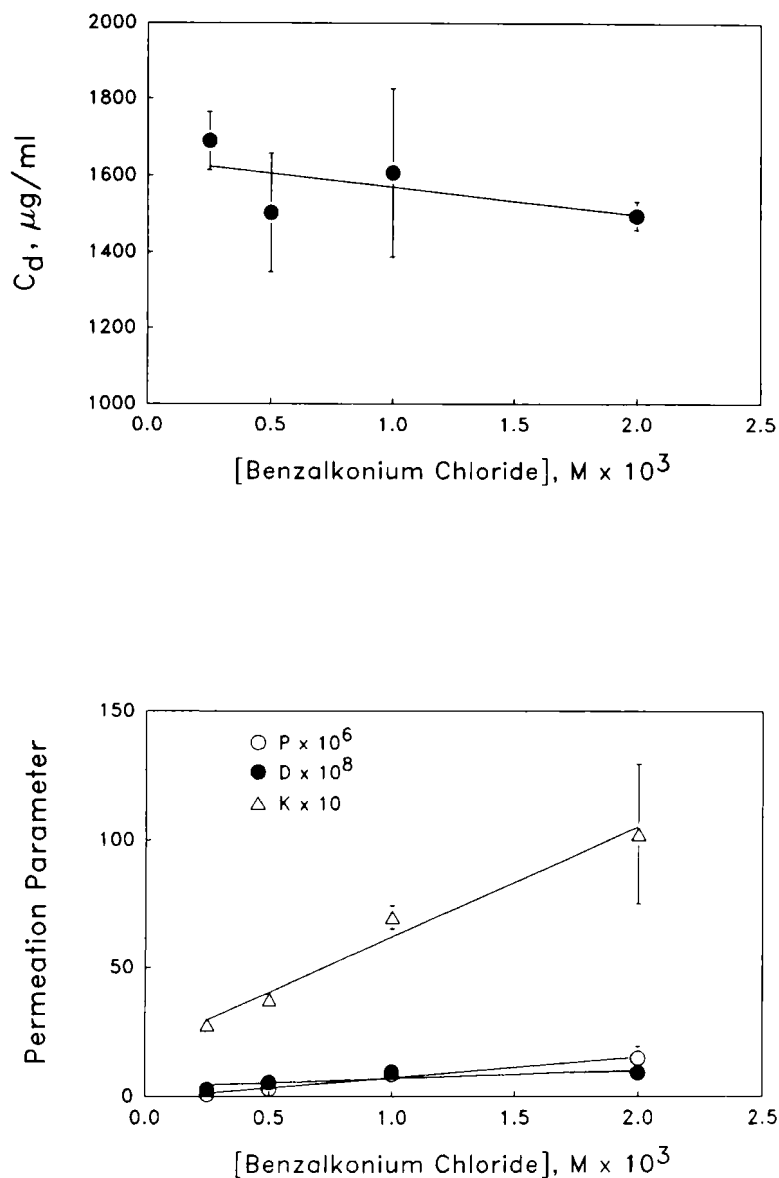 2000
1800
1600
1400
1200
1000
C_d, μg/ml
0.0 0.5 1.0 1.5 2.0 2.5
[Benzalkonium Chloride], M x 10³
150
100
50
0
Permeation Parameter
○ P x 10⁶
● D x 10⁸
△ K x 10
0.0 0.5 1.0 1.5 2.0 2.5
[Benzalkonium Chloride], M x 10³